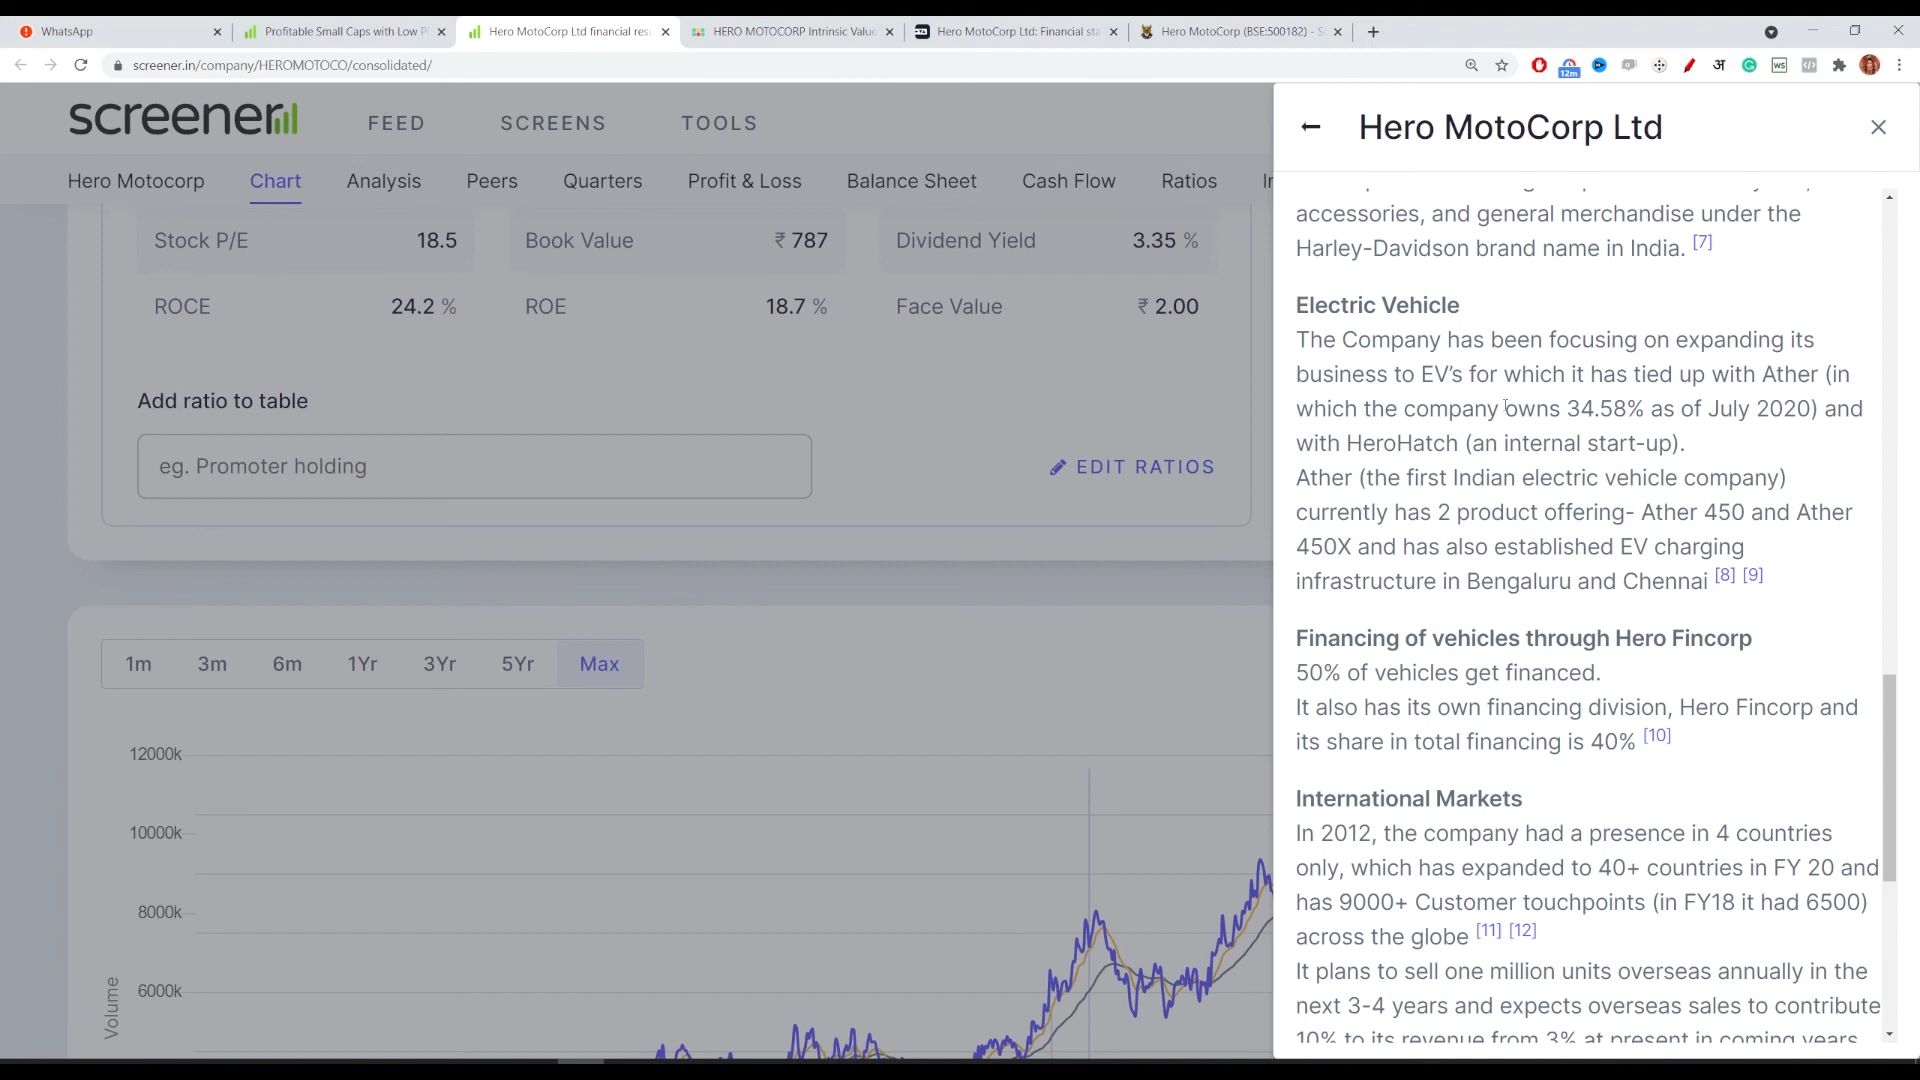 WhatsApp
Profitable Small Caps with Low P
Hero MotoCorp Ltd financial res
HERO MOTOCORP Intrinsic Value
Hero MotoCorp Ltd: Financial sta
Hero MotoCorp (BSE:500182) - S
screener.in/company/HEROMOTOCO/consolidated/
12m
अ
WS
screener
FEED
SCREENS
TOOLS
Hero Motocorp
Chart
Analysis
Peers
Quarters
Profit & Loss
Balance Sheet
Cash Flow
Ratios
Stock P/E 18.5
Book Value ₹ 787
Dividend Yield 3.35 %
ROCE 24.2 %
ROE 18.7 %
Face Value ₹ 2.00
Add ratio to table
eg. Promoter holding
EDIT RATIOS
1m 3m 6m 1Yr 3Yr 5Yr Max
12000k
10000k
8000k
6000k
Volume
Hero MotoCorp Ltd
accessories, and general merchandise under the
Harley-Davidson brand name in India. [7]
Electric Vehicle
The Company has been focusing on expanding its
business to EV's for which it has tied up with Ather (in
which the company owns 34.58% as of July 2020) and
with HeroHatch (an internal start-up).
Ather (the first Indian electric vehicle company)
currently has 2 product offering- Ather 450 and Ather
450X and has also established EV charging
infrastructure in Bengaluru and Chennai [8] [9]
Financing of vehicles through Hero Fincorp
50% of vehicles get financed.
It also has its own financing division, Hero Fincorp and
its share in total financing is 40% [10]
International Markets
In 2012, the company had a presence in 4 countries
only, which has expanded to 40+ countries in FY 20 and
has 9000+ Customer touchpoints (in FY18 it had 6500)
across the globe [11] [12]
It plans to sell one million units overseas annually in the
next 3-4 years and expects overseas sales to contribute
10% to its revenue from 3% at present in coming years